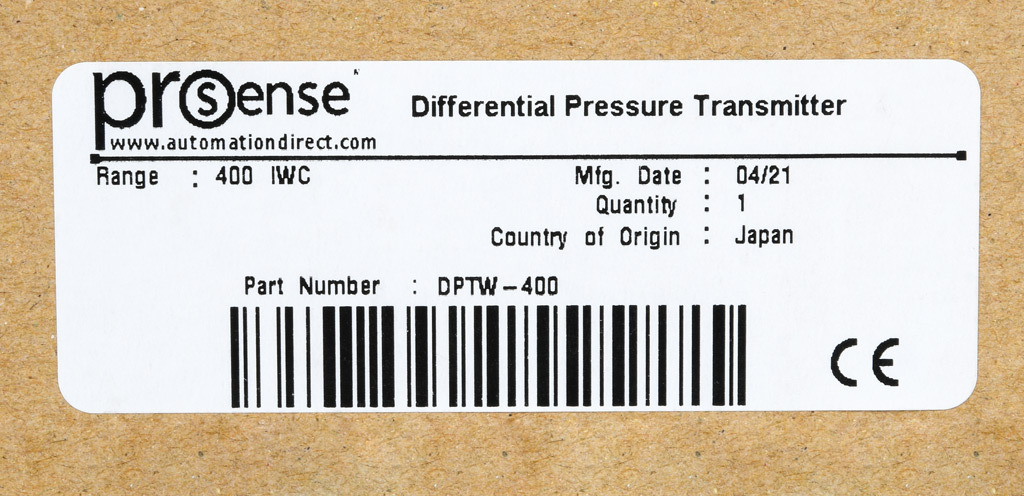 prosense
Differential Pressure Transmitter
www.automationdirect.com
Range : 400 IWC
Mfg. Date : 04/21
Quantity : 1
Country of Origin : Japan
Part Number : DPTW-400
CE